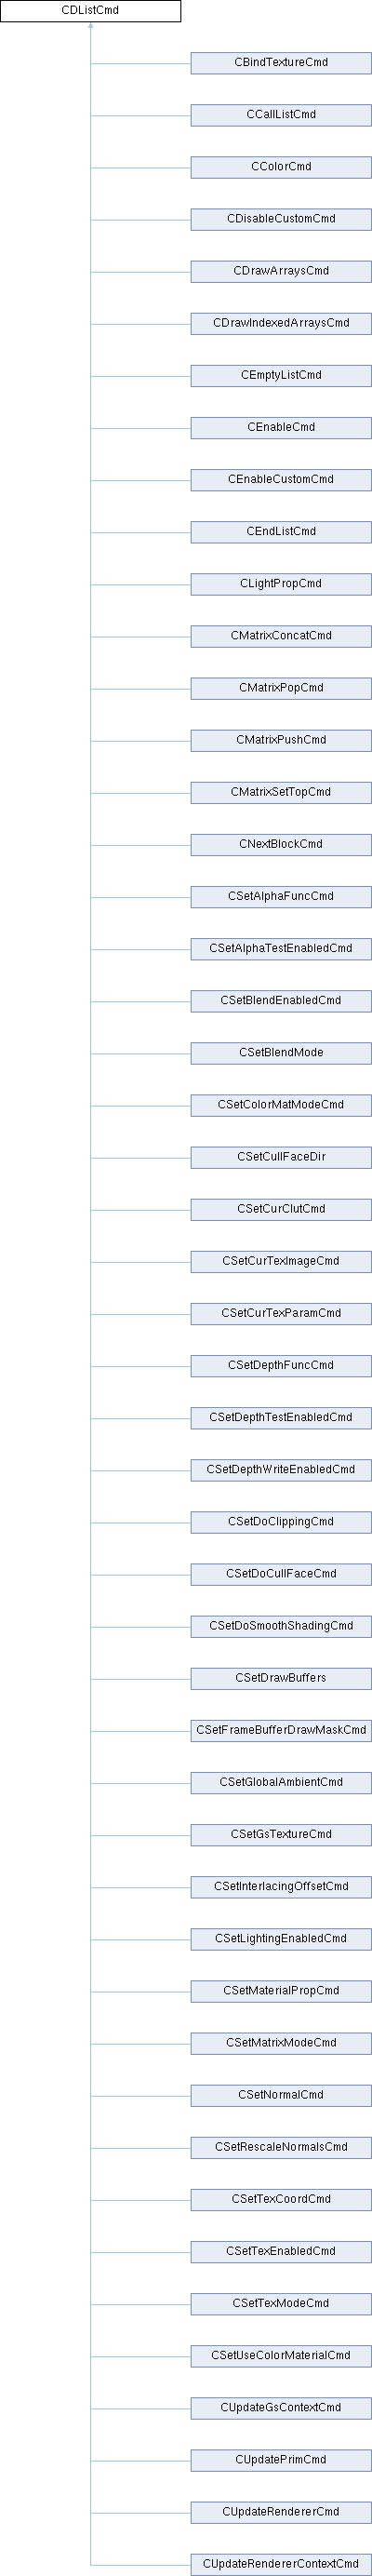 CDListCmd
CBindTextureCmd
CCallListCmd
CColorCmd
CDisableCustomCmd
CDrawArraysCmd
CDrawIndexedArraysCmd
CEmptyListCmd
CEnableCmd
CEnableCustomCmd
CEndListCmd
CLightPropCmd
CMatrixConcatCmd
CMatrixPopCmd
CMatrixPushCmd
CMatrixSetTopCmd
CNextBlockCmd
CSetAlphaFuncCmd
CSetAlphaTestEnabledCmd
CSetBlendEnabledCmd
CSetBlendMode
CSetColorMatModeCmd
CSetCullFaceDir
CSetCurClutCmd
CSetCurTexImageCmd
CSetCurTexParamCmd
CSetDepthFuncCmd
CSetDepthTestEnabledCmd
CSetDepthWriteEnabledCmd
CSetDoClippingCmd
CSetDoCullFaceCmd
CSetDoSmoothShadingCmd
CSetDrawBuffers
CSetFrameBufferDrawMaskCmd
CSetGlobalAmbientCmd
CSetGsTextureCmd
CSetInterlacingOffsetCmd
CSetLightingEnabledCmd
CSetMaterialPropCmd
CSetMatrixModeCmd
CSetNormalCmd
CSetRescaleNormalsCmd
CSetTexCoordCmd
CSetTexEnabledCmd
CSetTexModeCmd
CSetUseColorMaterialCmd
CUpdateGsContextCmd
CUpdatePrimCmd
CUpdateRendererCmd
CUpdateRendererContextCmd